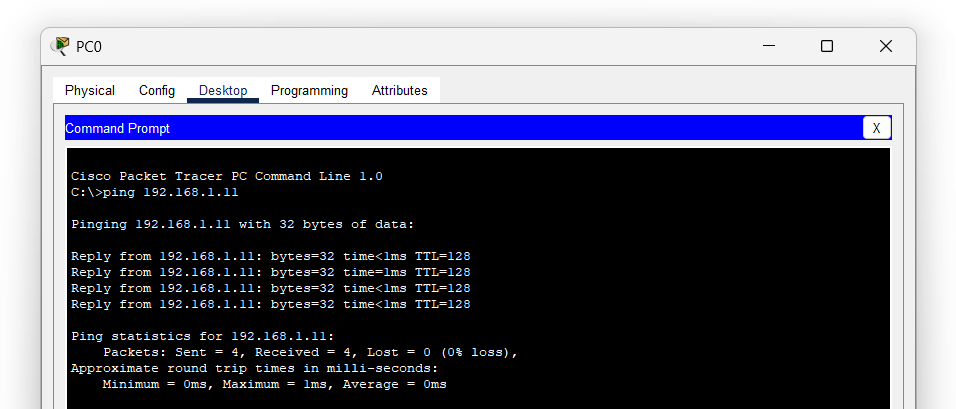 PC0
Physical Config Desktop Programming Attributes
Command Prompt X
Cisco Packet Tracer PC Command Line 1.0
C:\>ping 192.168.1.11
Pinging 192.168.1.11 with 32 bytes of data:
Reply from 192.168.1.11: bytes=32 time<1ms TTL=128
Reply from 192.168.1.11: bytes=32 time=1ms TTL=128
Reply from 192.168.1.11: bytes=32 time<1ms TTL=128
Reply from 192.168.1.11: bytes=32 time<1ms TTL=128
Ping statistics for 192.168.1.11:
Packets: Sent = 4, Received = 4, Lost = 0 (0% loss),
Approximate round trip times in milli-seconds:
Minimum = 0ms, Maximum = 1ms, Average = 0ms